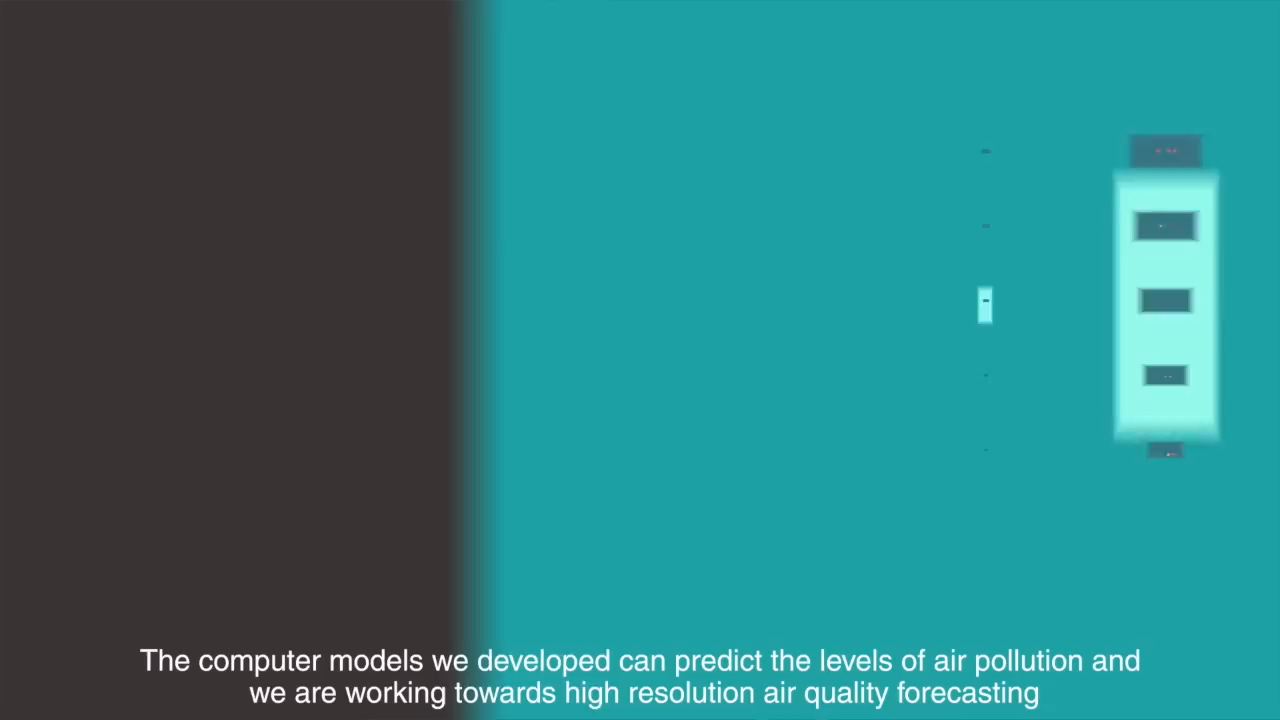 The computer models we developed can predict the levels of air pollution and
we are working towards high resolution air quality forecasting